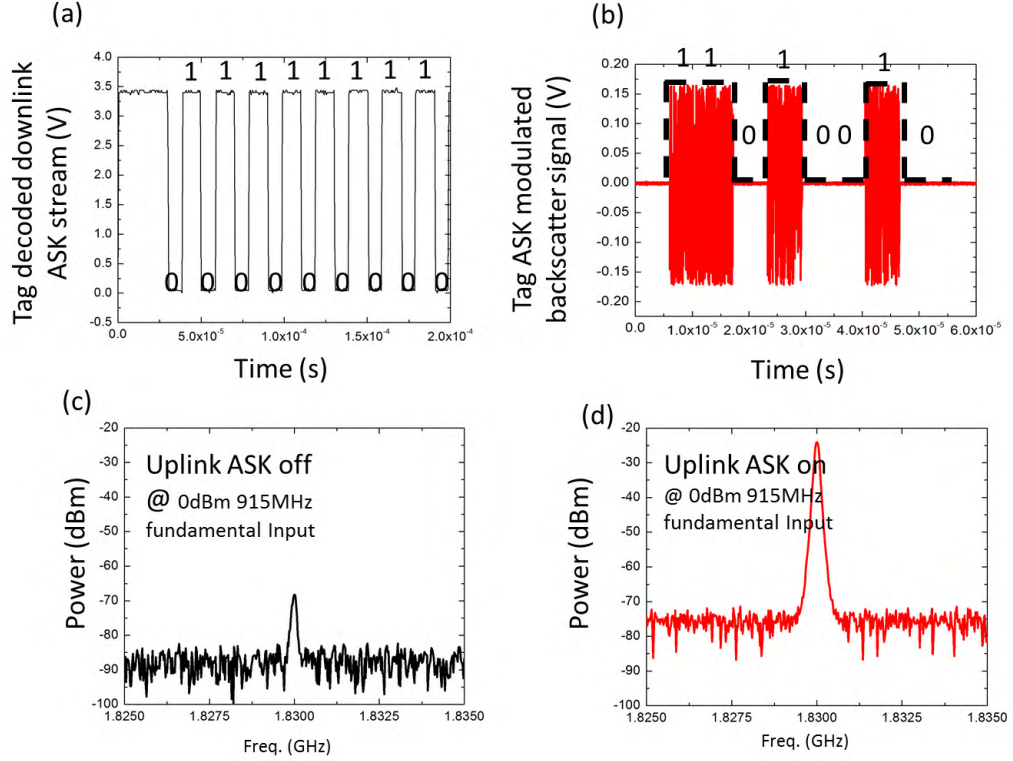 (a)
Tag decoded downlink
ASK stream (V)
4.0
3.5
3.0
2.5
2.0
1.5
1.0
0.5
0.0
-0.5
1 1 1 1 1 1 1 1
0 0 0 0 0 0 0 0 0
0.0 5.0x10⁻⁵ 1.0x10⁻⁴ 1.5x10⁻⁴ 2.0x10⁻⁴
Time (s)
(b)
Tag ASK modulated
backscatter signal (V)
0.20
0.15
0.10
0.05
0.00
-0.05
-0.10
-0.15
-0.20
1 1 1 1
0 0 0 0
0.0 1.0x10⁻⁵ 2.0x10⁻⁵ 3.0x10⁻⁵ 4.0x10⁻⁵ 5.0x10⁻⁵ 6.0x10⁻⁵
Time (s)
(c)
Power (dBm)
-20
-30
-40
-50
-60
-70
-80
-90
-100
Uplink ASK off
@ 0dBm 915MHz
fundamental Input
1.8250 1.8275 1.8300 1.8325 1.8350
Freq. (GHz)
(d)
Power (dBm)
-20
-30
-40
-50
-60
-70
-80
-90
-100
Uplink ASK on
@ 0dBm 915MHz
fundamental Input
1.8250 1.8275 1.8300 1.8325 1.8350
Freq. (GHz)